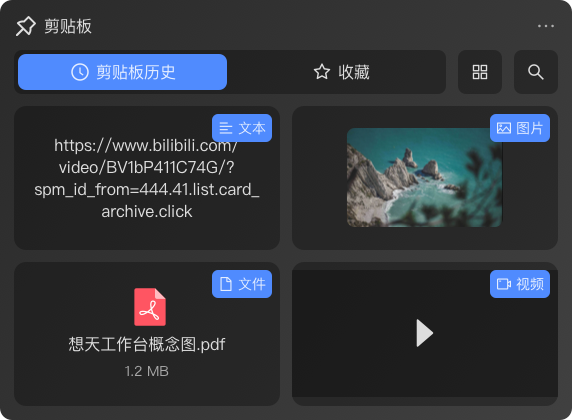 剪贴板
剪贴板历史
收藏
文本
https://www.bilibili.com/
video/BV1bP411C74G/?
spm_id_from=444.41.list.card_
archive.click
图片
文件
想天工作台概念图.pdf
1.2 MB
视频